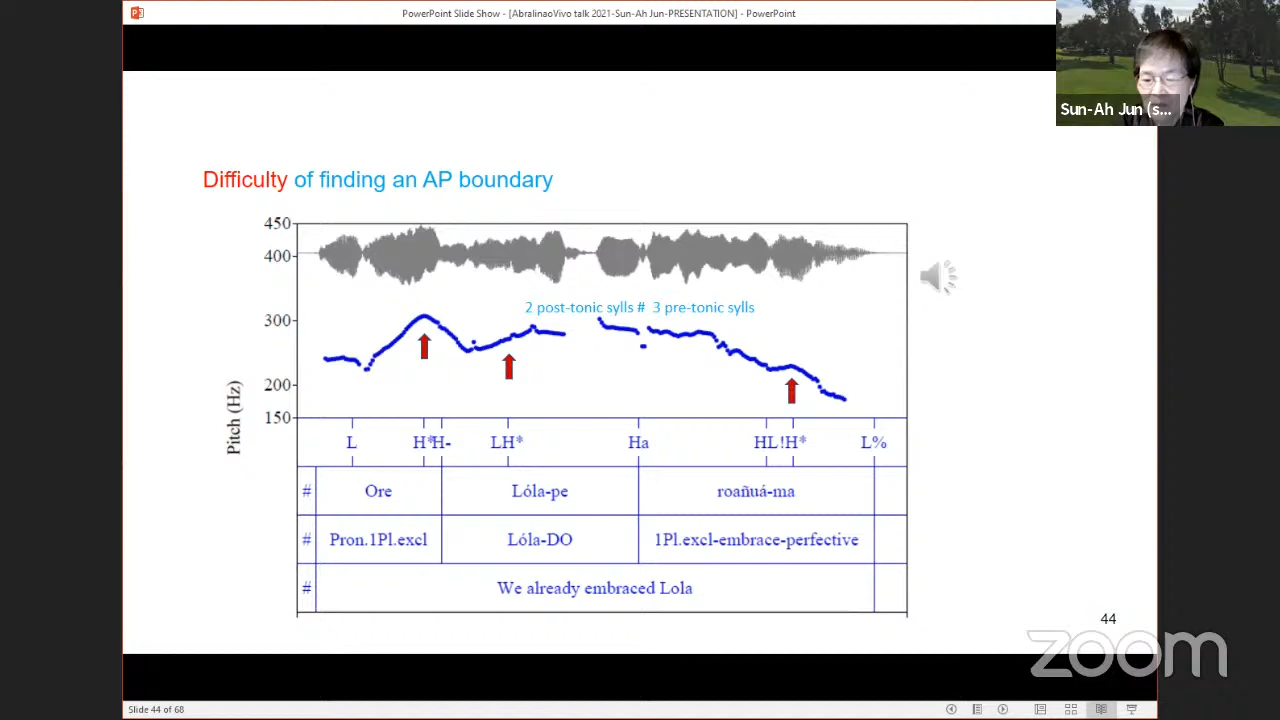 PowerPoint Slide Show - [AbralinaoVivo talk 2021-Sun-Ah Jun-PRESENTATION] - PowerPoint
Sun-Ah Jun (s...
Difficulty of finding an AP boundary
450
400
300
200
150
Pitch (Hz)
2 post-tonic sylls # 3 pre-tonic sylls
L H* H- LH* Ha HL!H* L%
# Ore Lóla-pe roañuá-ma
# Pron.1Pl.excl Lóla-DO 1Pl.excl-embrace-perfective
# We already embraced Lola
44
zoom
Slide 44 of 68